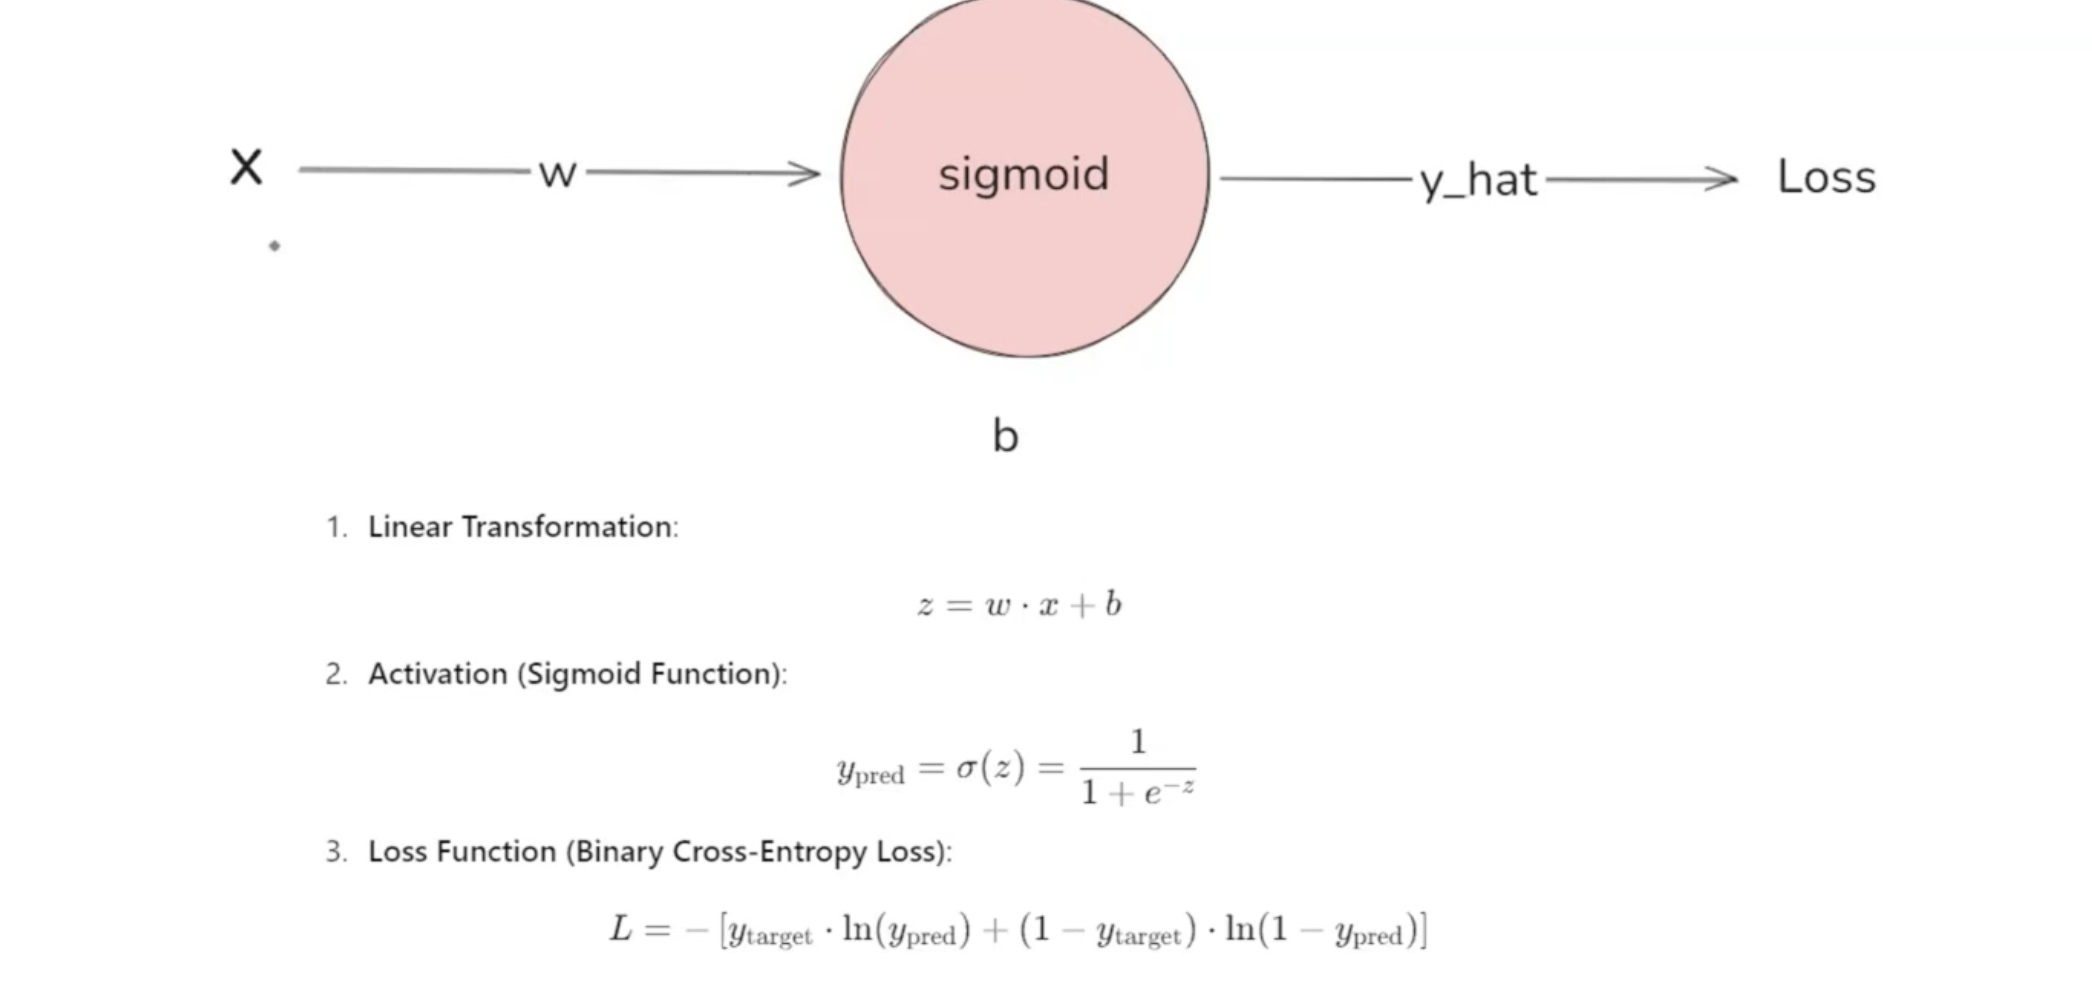 X w sigmoid y_hat Loss
b
1. Linear Transformation:
z = w · x + b
2. Activation (Sigmoid Function):
y_pred = σ(z) = 1 / (1 + e^{-z})
3. Loss Function (Binary Cross-Entropy Loss):
L = − [y_target · ln(y_pred) + (1 − y_target) · ln(1 − y_pred)]